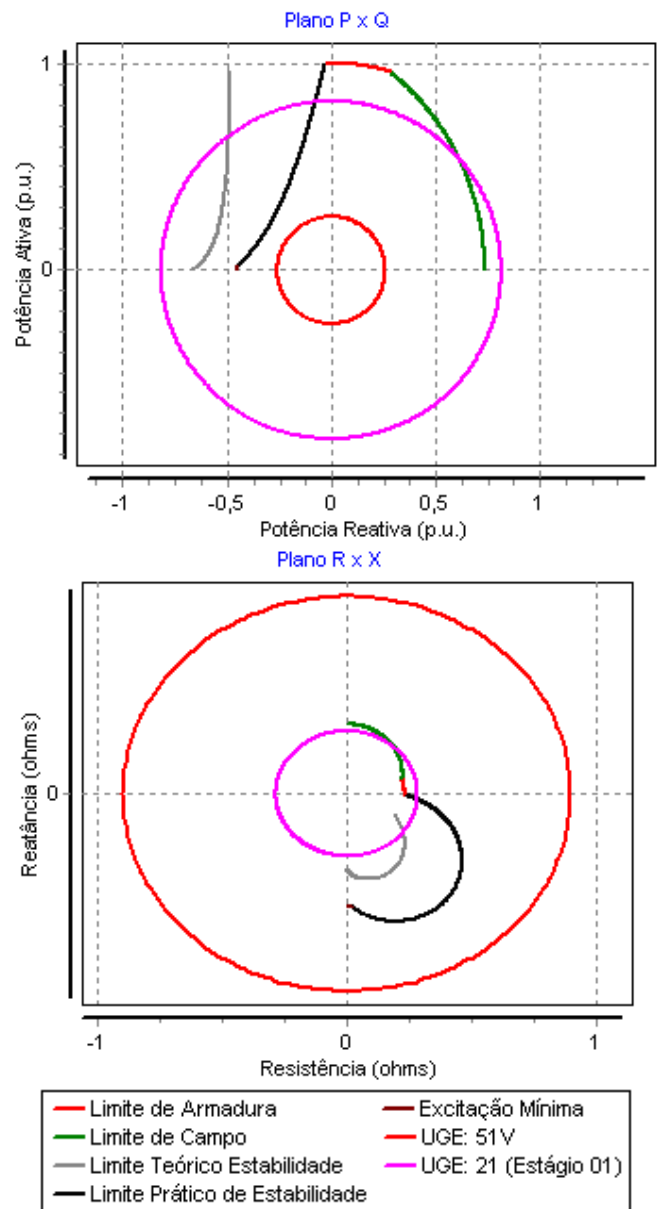 Plano P x Q
Potência Ativa (p.u.)
1
0
-1
-0,5
0
0,5
1
Potência Reativa (p.u.)
Plano R x X
Reatância (ohms)
0
-1
0
1
Resistência (ohms)
Limite de Armadura
Excitação Mínima
Limite de Campo
UGE: 51V
Limite Teórico Estabilidade
UGE: 21 (Estágio 01)
Limite Prático de Estabilidade